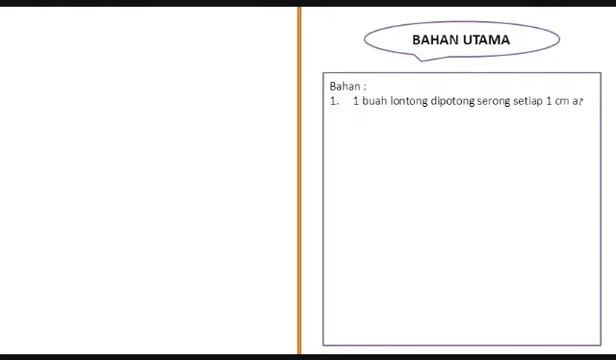 BAHAN UTAMA
Bahan :
1. 1 buah lontong dipotong serong setiap 1 cm